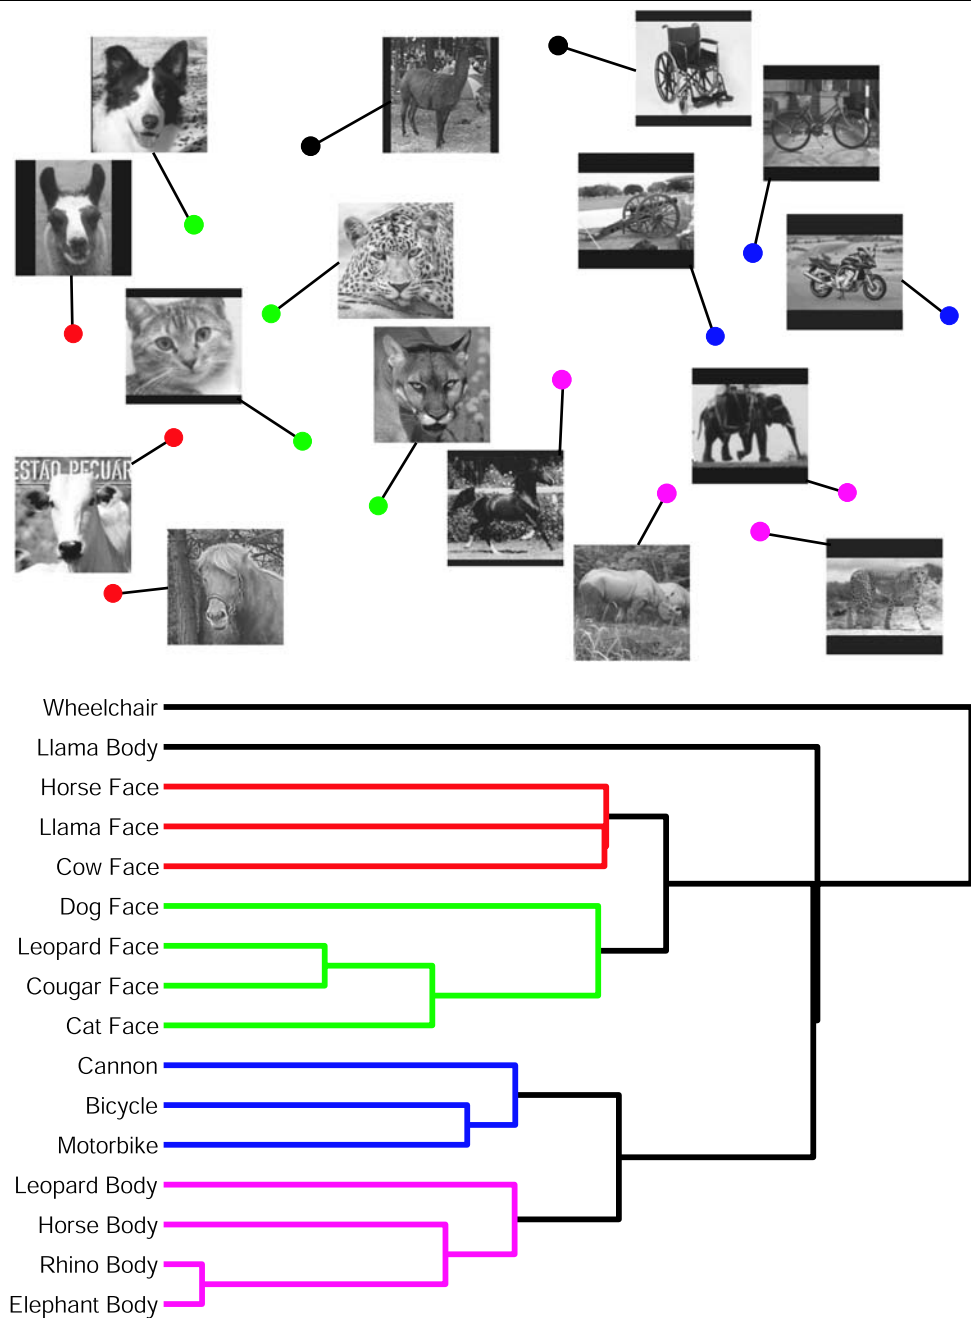 ESTÃO PECUAR
Wheelchair
Llama Body
Horse Face
Llama Face
Cow Face
Dog Face
Leopard Face
Cougar Face
Cat Face
Cannon
Bicycle
Motorbike
Leopard Body
Horse Body
Rhino Body
Elephant Body